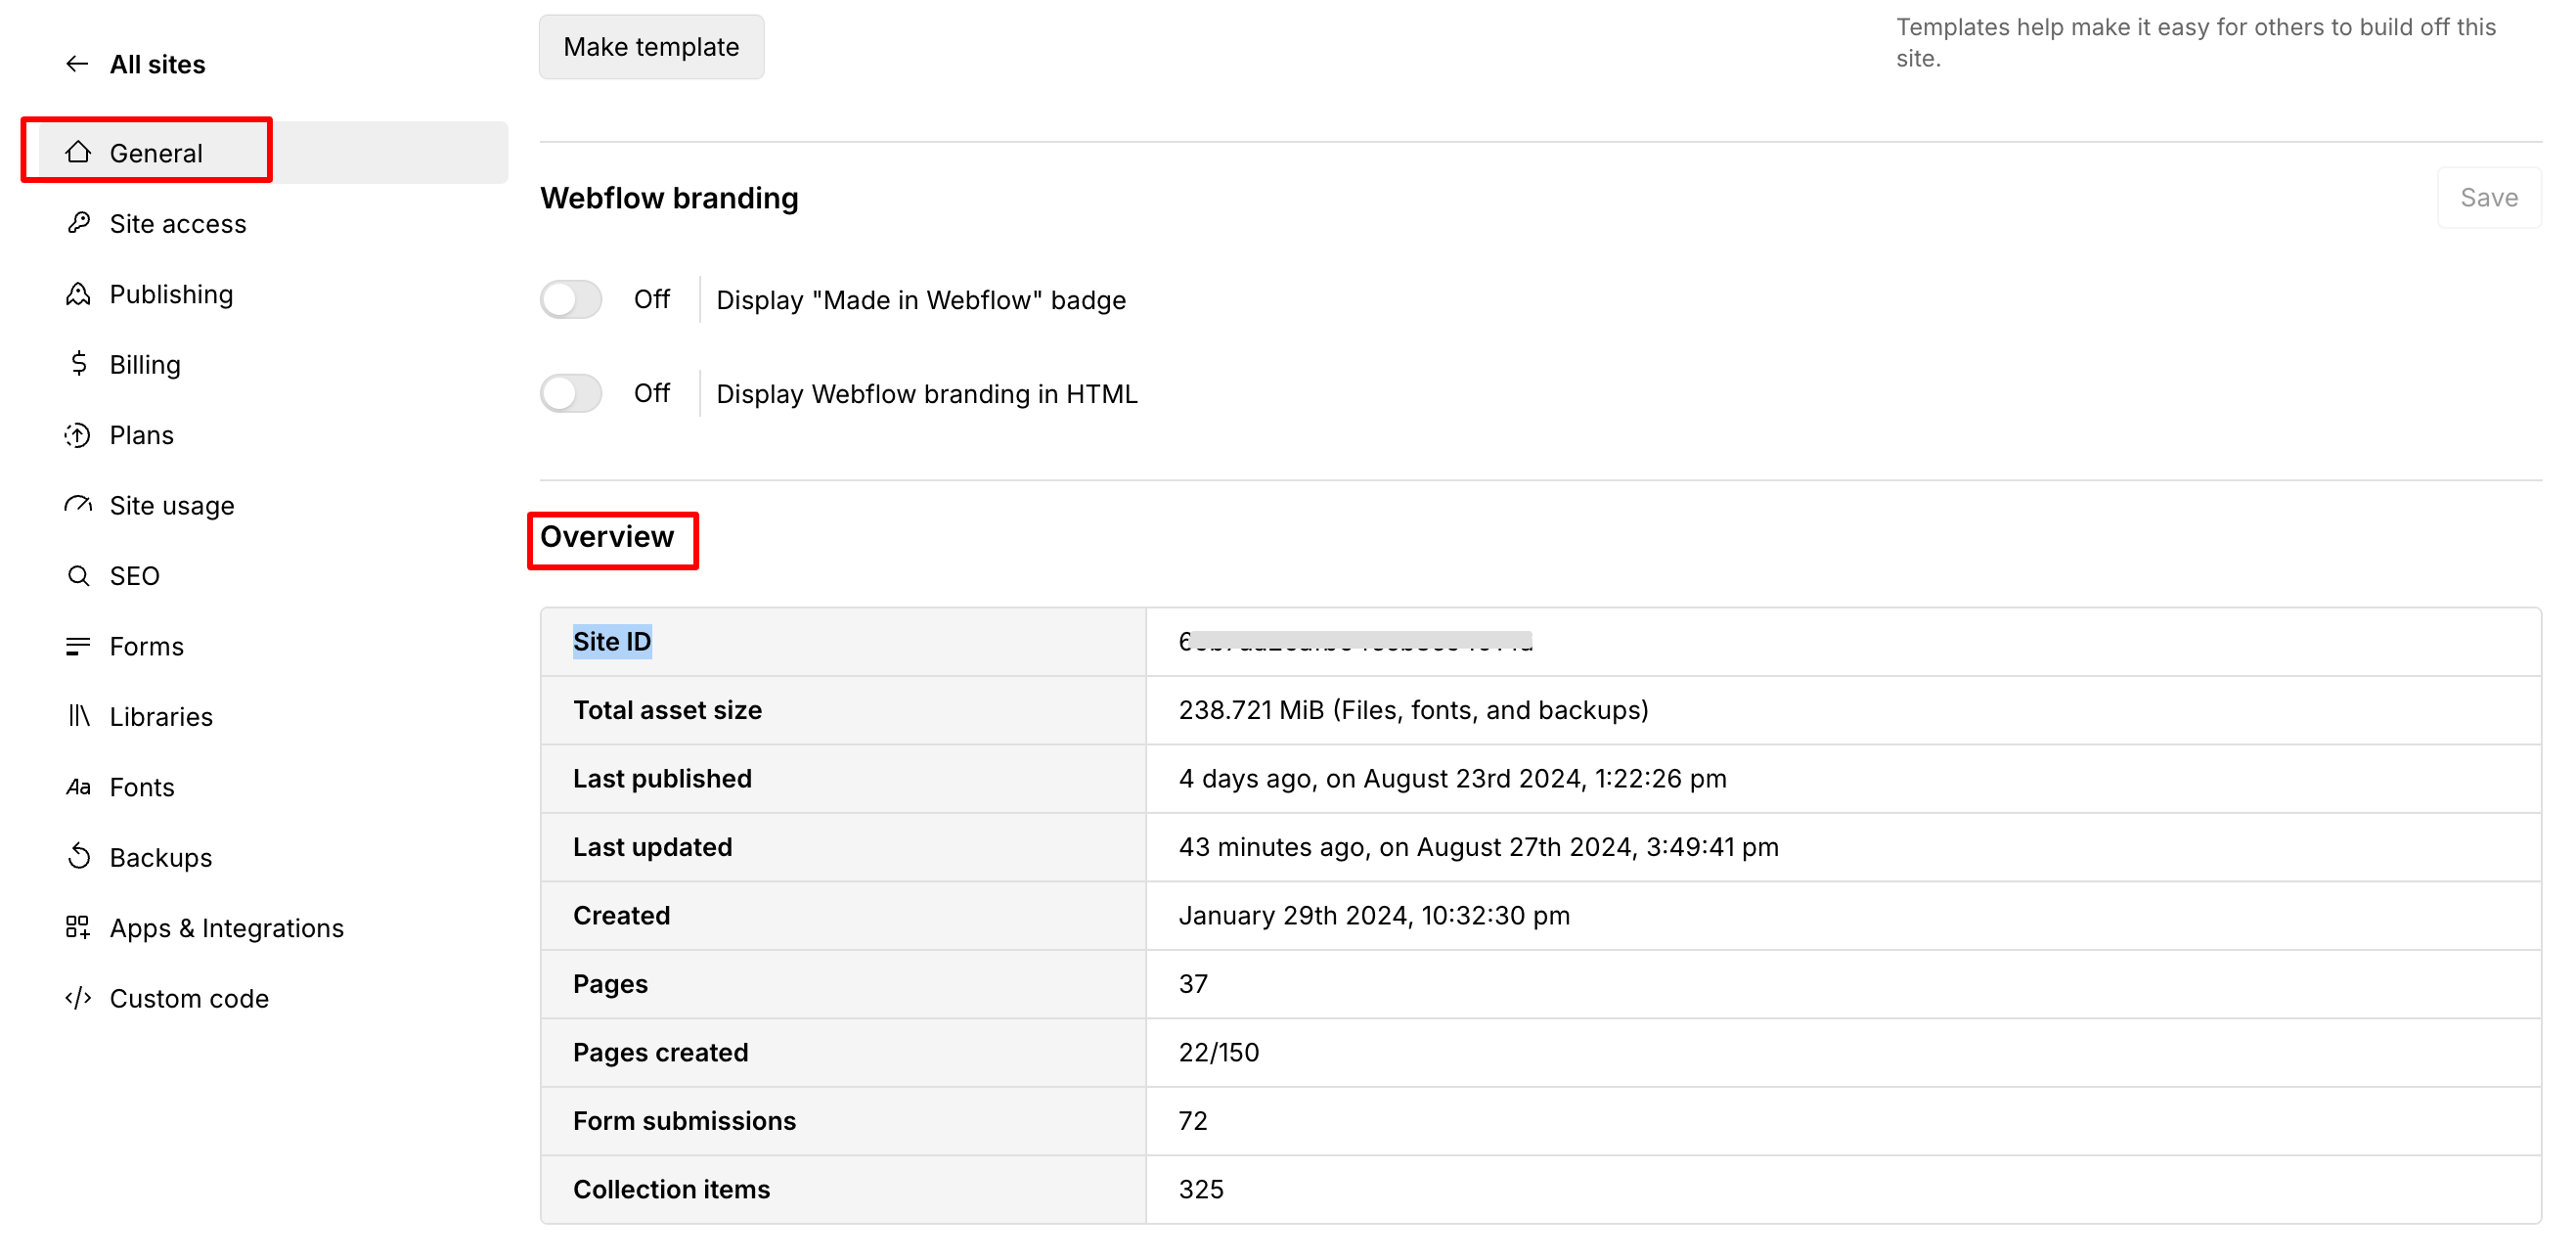 All sites
General
Site access
Publishing
Billing
Plans
Site usage
SEO
Forms
Libraries
Fonts
Backups
Apps & Integrations
Custom code
Make template
Templates help make it easy for others to build off this
site.
Webflow branding
Save
Off
Display "Made in Webflow" badge
Off
Display Webflow branding in HTML
Overview
Site ID
Total asset size
238.721 MiB (Files, fonts, and backups)
Last published
4 days ago, on August 23rd 2024, 1:22:26 pm
Last updated
43 minutes ago, on August 27th 2024, 3:49:41 pm
Created
January 29th 2024, 10:32:30 pm
Pages
37
Pages created
22/150
Form submissions
72
Collection items
325